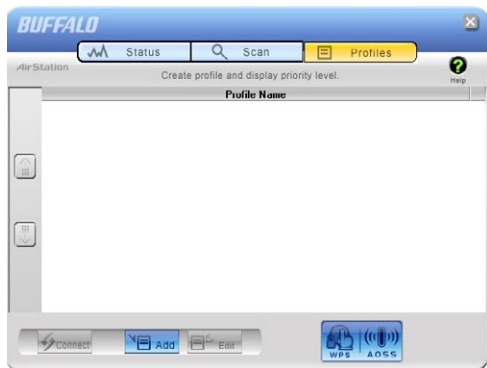 BUFFALO
Status
Scan
Profiles
AirStation
Create profile and display priority level.
Help
Profile Name
Connect
Add
Edit
WPS
AOSS